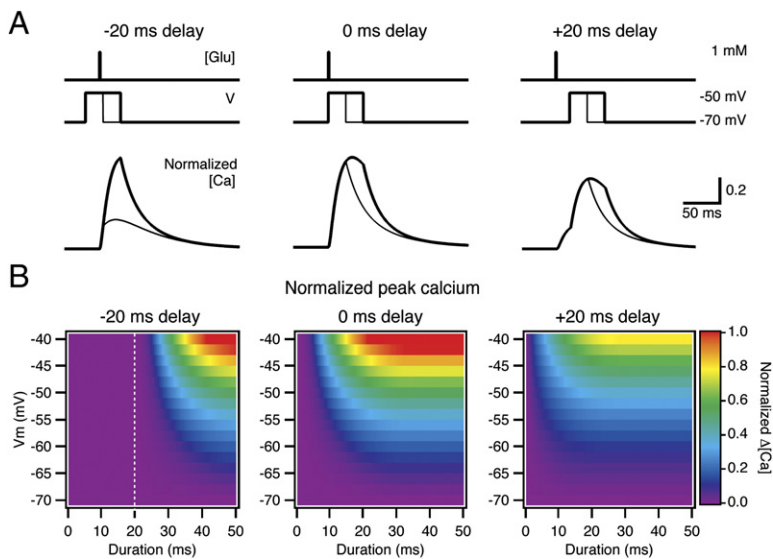 A
-20 ms delay 0 ms delay +20 ms delay
[Glu] 1 mM
V -50 mV
-70 mV
Normalized
[Ca]
0.2
50 ms
B
Normalized peak calcium
-20 ms delay 0 ms delay +20 ms delay
-40 -40 -40 1.0
-45 -45 -45 0.8
-50 -50 -50 0.6
-55 -55 -55 0.4
-60 -60 -60 0.2
-65 -65 -65 0.0
-70 -70 -70
Vm (mV)
Normalized Δ[Ca]
0 10 20 30 40 50 0 10 20 30 40 50 0 10 20 30 40 50
Duration (ms) Duration (ms) Duration (ms)